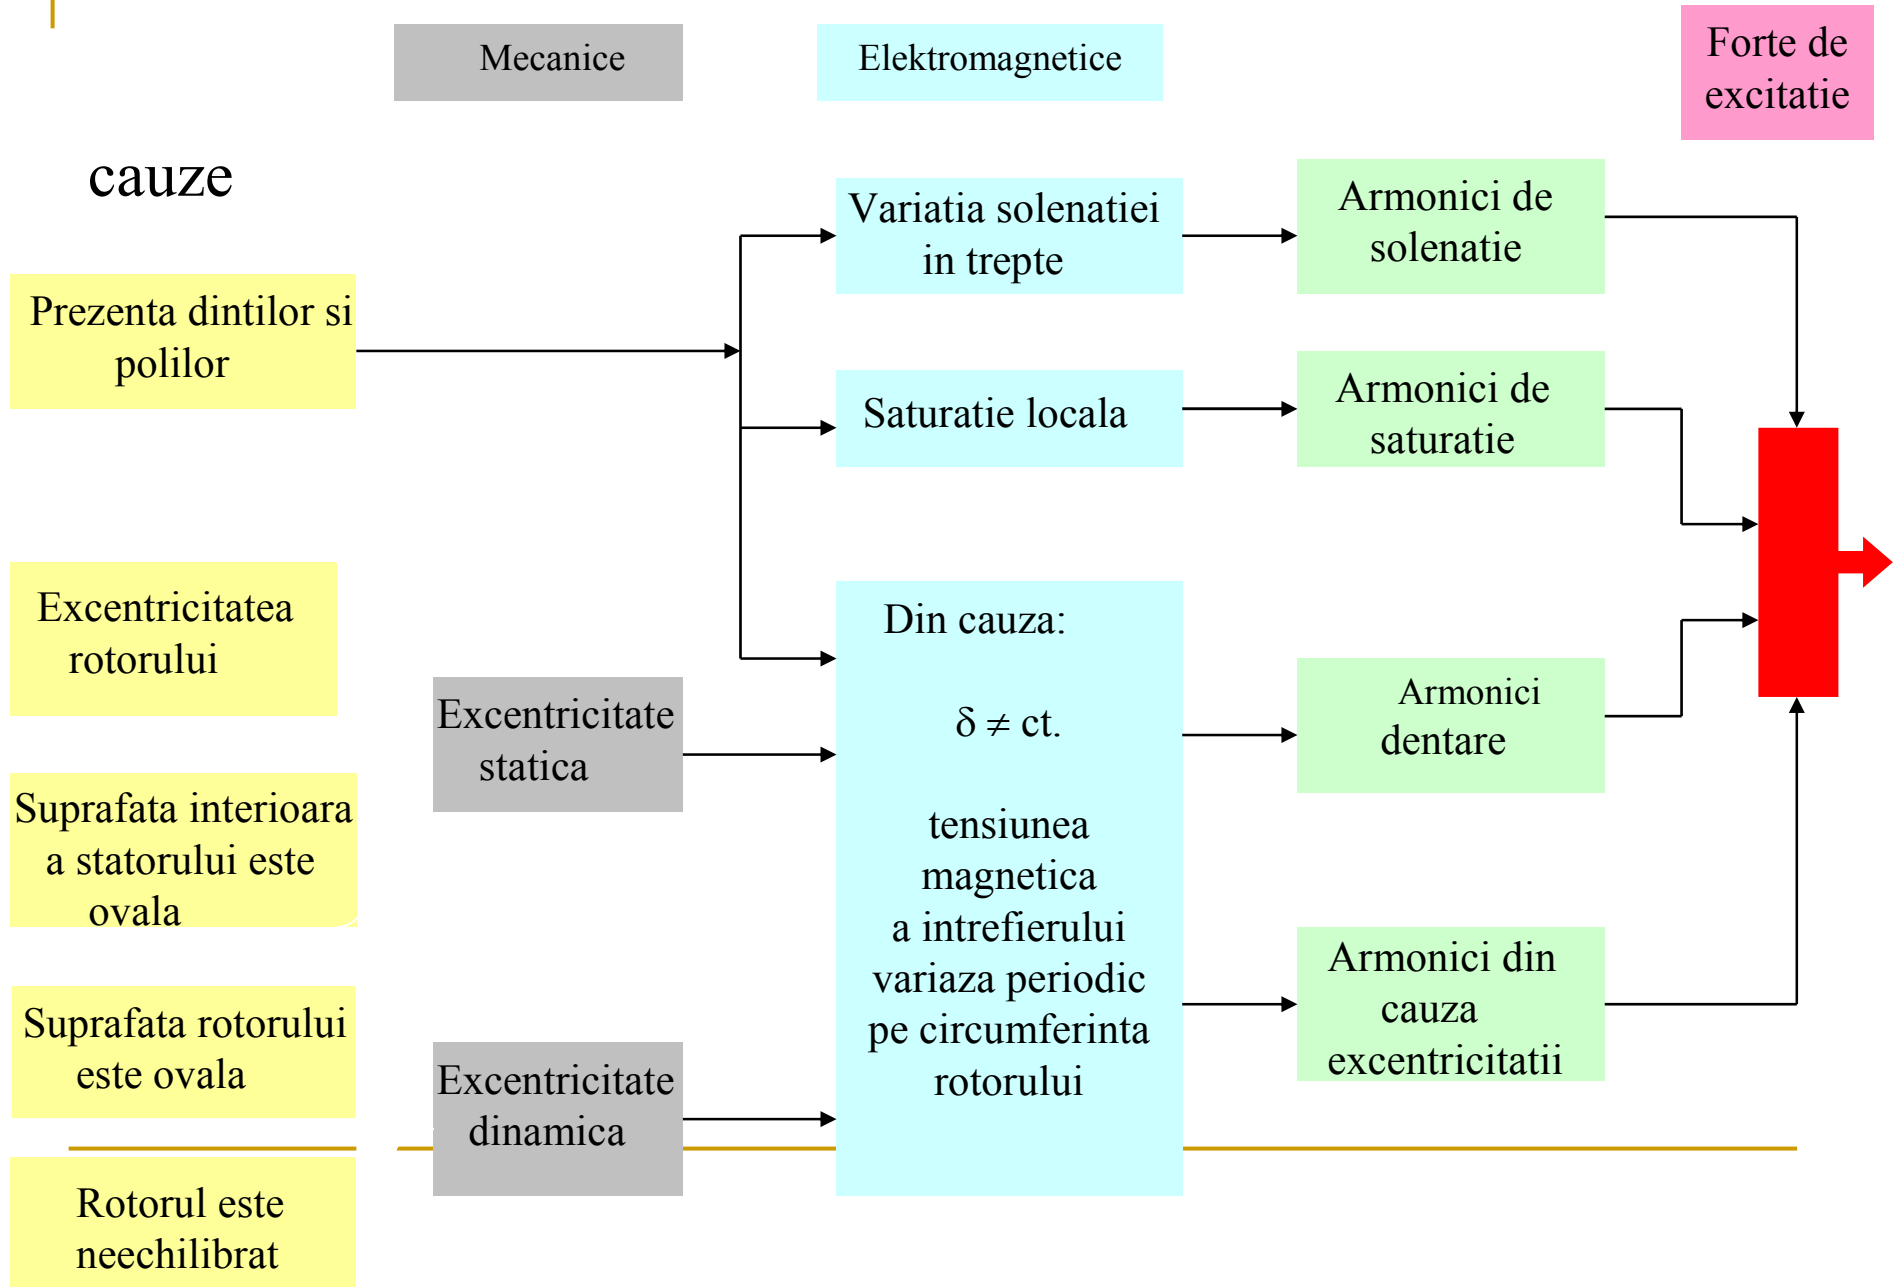 Mecanice
Elektromagnetice
Forte de
excitatie
cauze
Prezenta dintilor si
polilor
Excentricitatea
rotorului
Suprafata interioara
a statorului este
ovala
Suprafata rotorului
este ovala
Rotorul este
neechilibrat
Excentricitate
statica
Excentricitate
dinamica
Variatia solenatiei
in trepte
Saturatie locala
Din cauza:
δ ≠ ct.
tensiunea
magnetica
a intrefierului
variaza periodic
pe circumferinta
rotorului
Armonici de
solenatie
Armonici de
saturatie
Armonici
dentare
Armonici din
cauza
excentricitatii